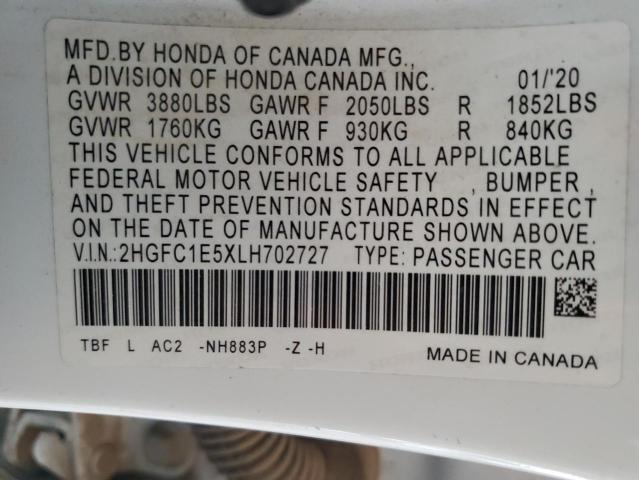 MFD.BY HONDA OF CANADA MFG.,
A DIVISION OF HONDA CANADA INC. 01/'20
GVWR 3880LBS GAWR F 2050LBS R 1852LBS
GVWR 1760KG GAWR F 930KG R 840KG
THIS VEHICLE CONFORMS TO ALL APPLICABLE
FEDERAL MOTOR VEHICLE SAFETY , BUMPER ,
AND THEFT PREVENTION STANDARDS IN EFFECT
ON THE DATE OF MANUFACTURE SHOWN ABOVE.
V.I.N.:2HGFC1E5XLH702727 TYPE: PASSENGER CAR
TBF L AC2 -NH883P -Z -H MADE IN CANADA